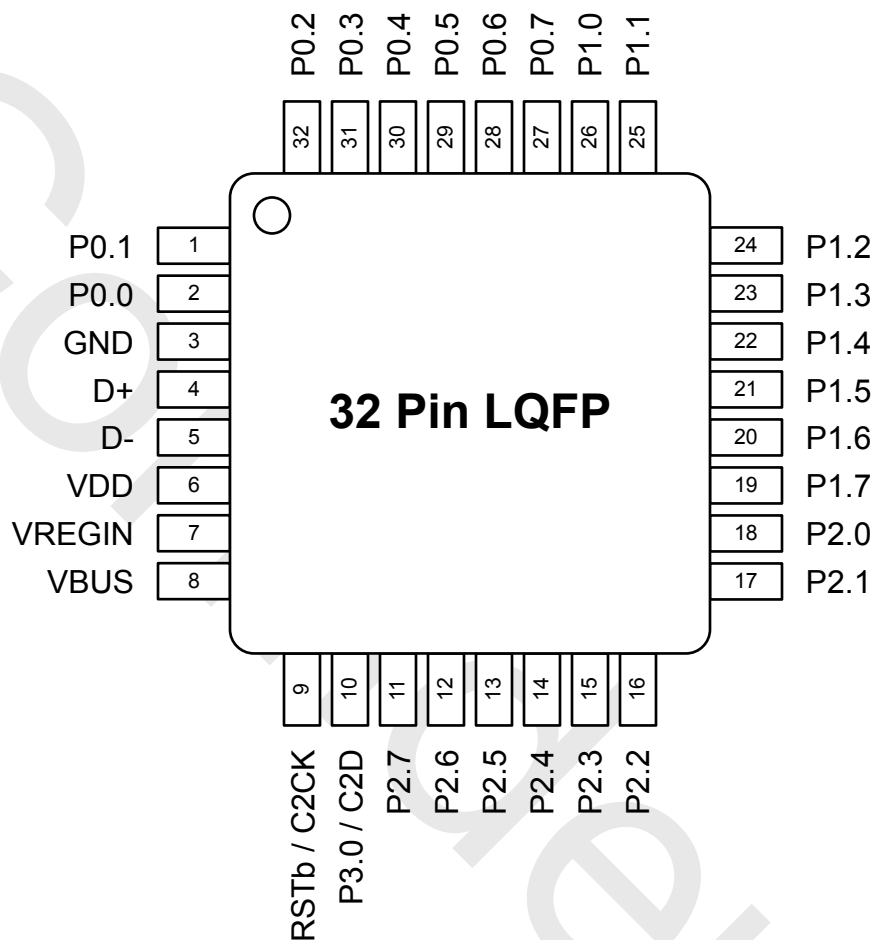 P0.2
P0.3
P0.4
P0.5
P0.6
P0.7
P1.0
P1.1
32
31
30
29
28
27
26
25
P0.1
1
P0.0
2
GND
3
D+
4
D-
5
VDD
6
VREGIN
7
VBUS
8
32 Pin LQFP
24
P1.2
23
P1.3
22
P1.4
21
P1.5
20
P1.6
19
P1.7
18
P2.0
17
P2.1
9
10
11
12
13
14
15
16
RSTb / C2CK
P3.0 / C2D
P2.7
P2.6
P2.5
P2.4
P2.3
P2.2